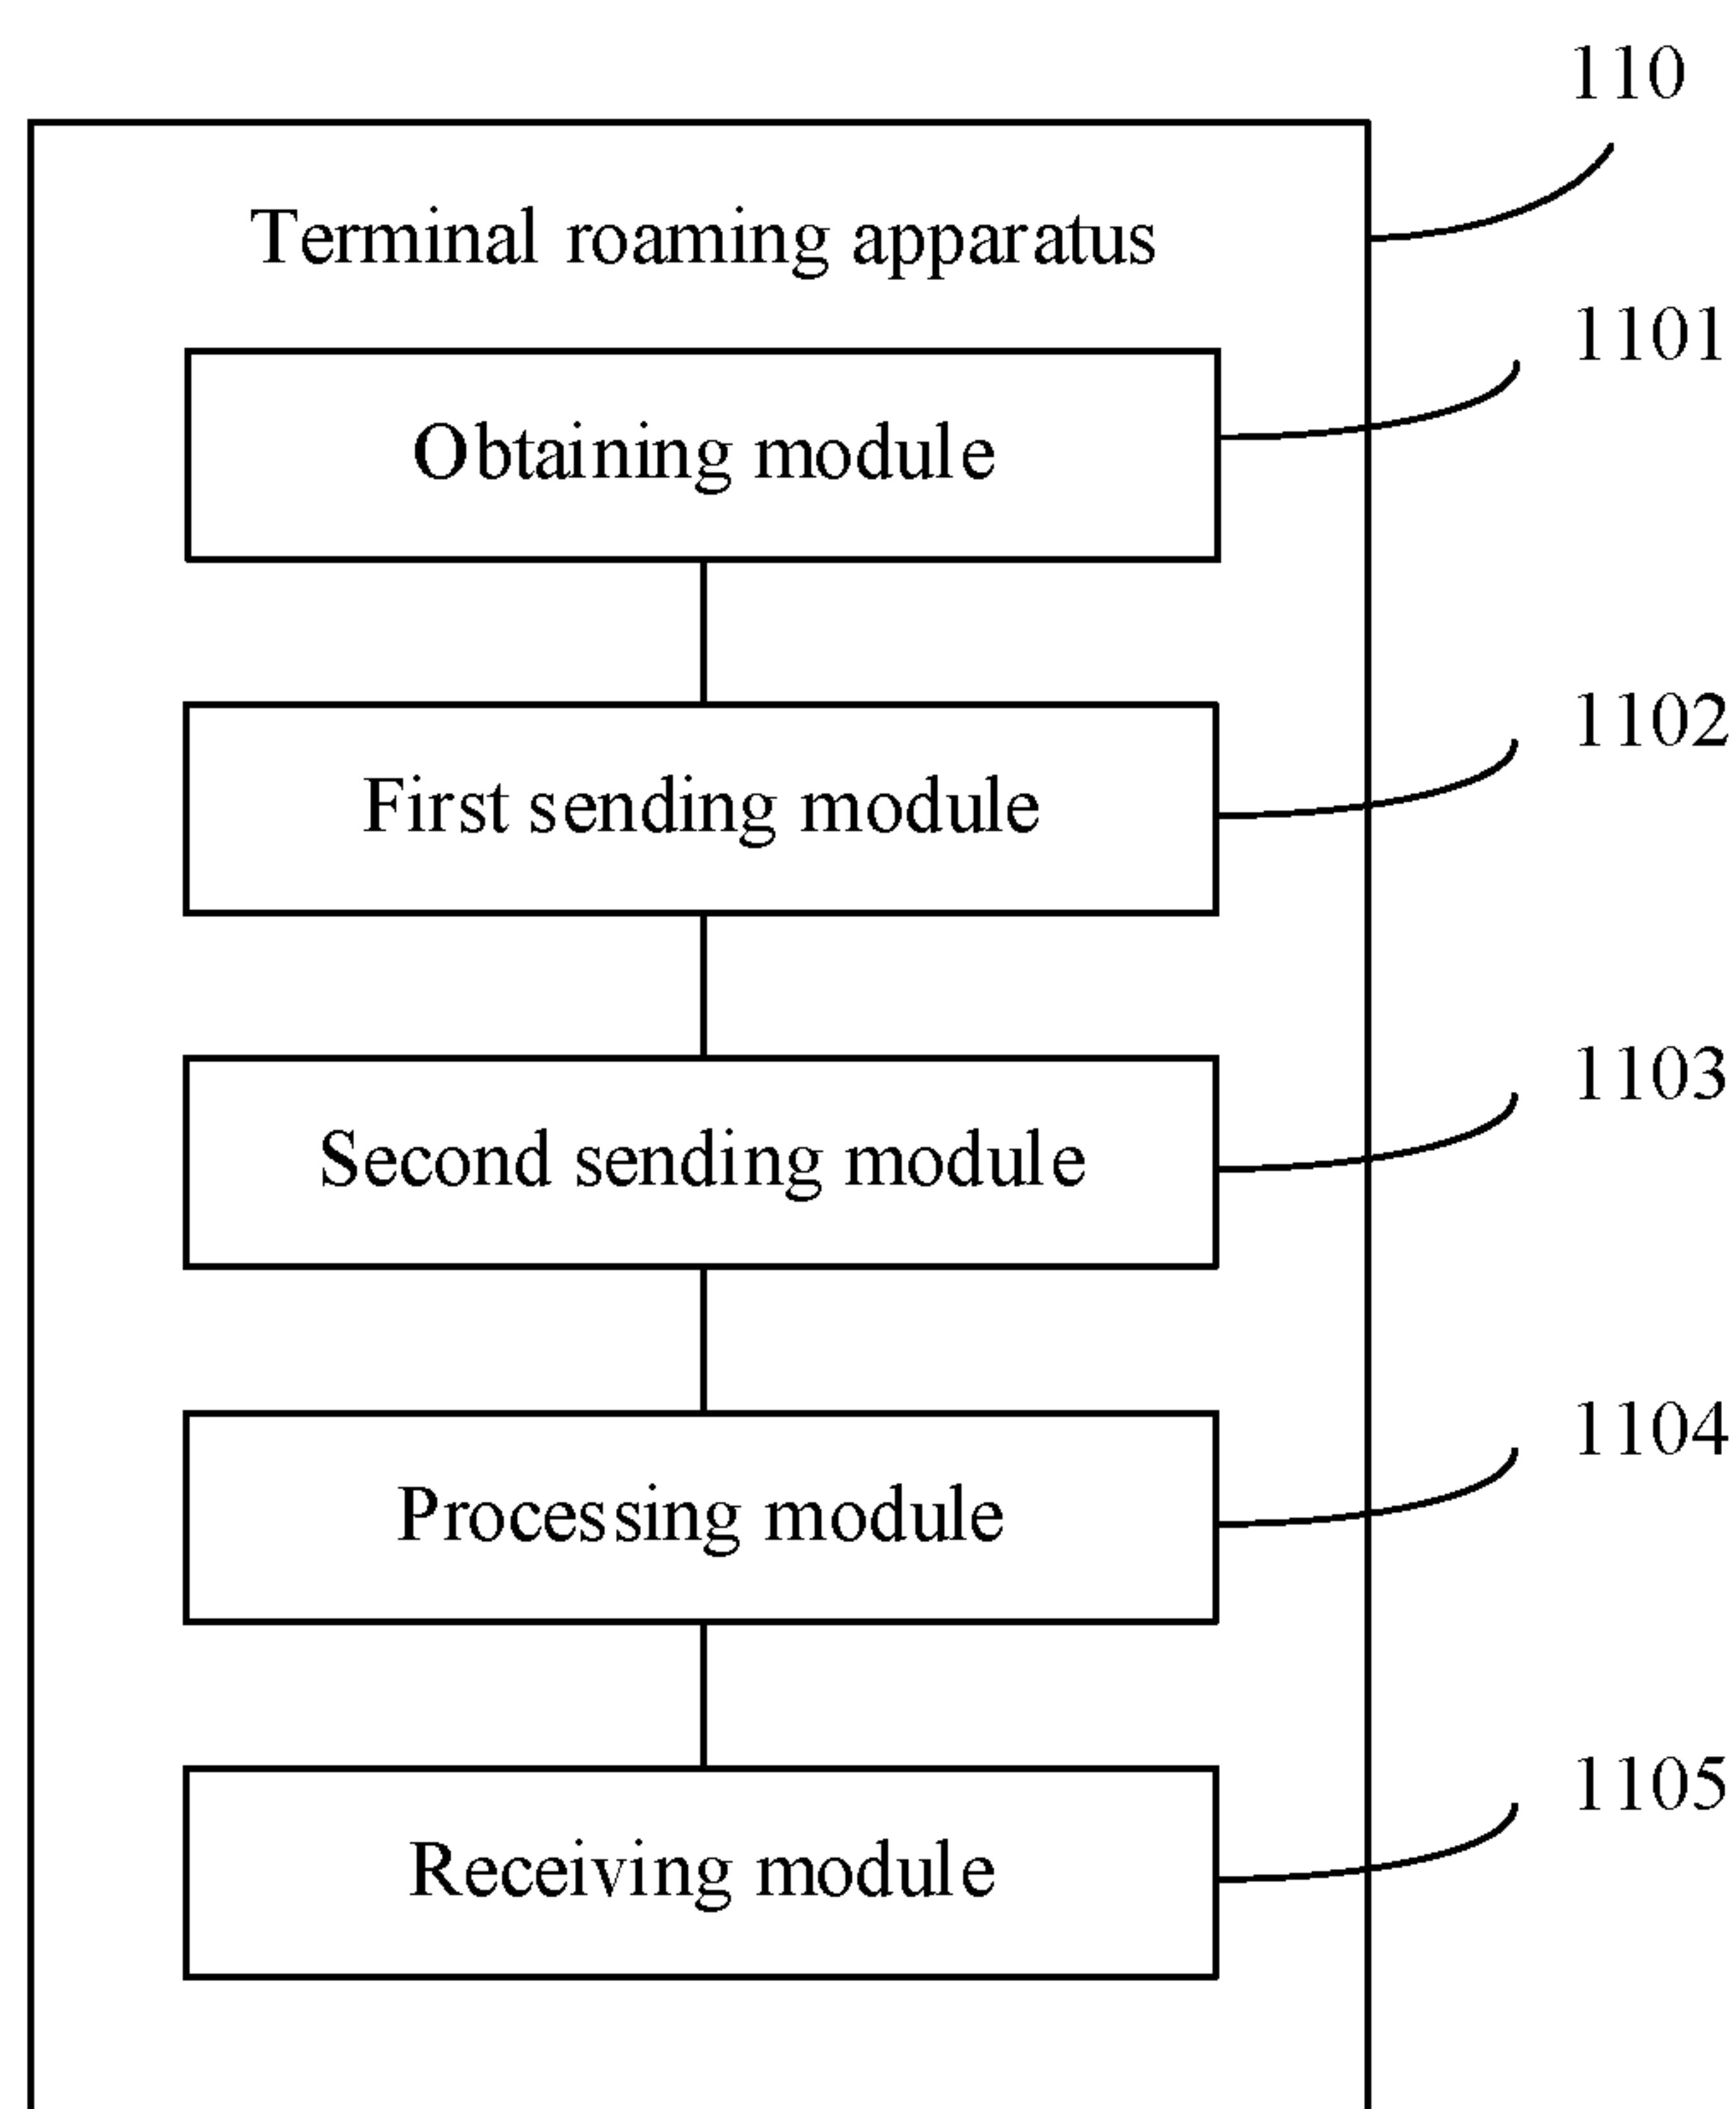 110
Terminal roaming apparatus
1101
Obtaining module
1102
First sending module
1103
Second sending module
1104
Processing module
1105
Receiving module